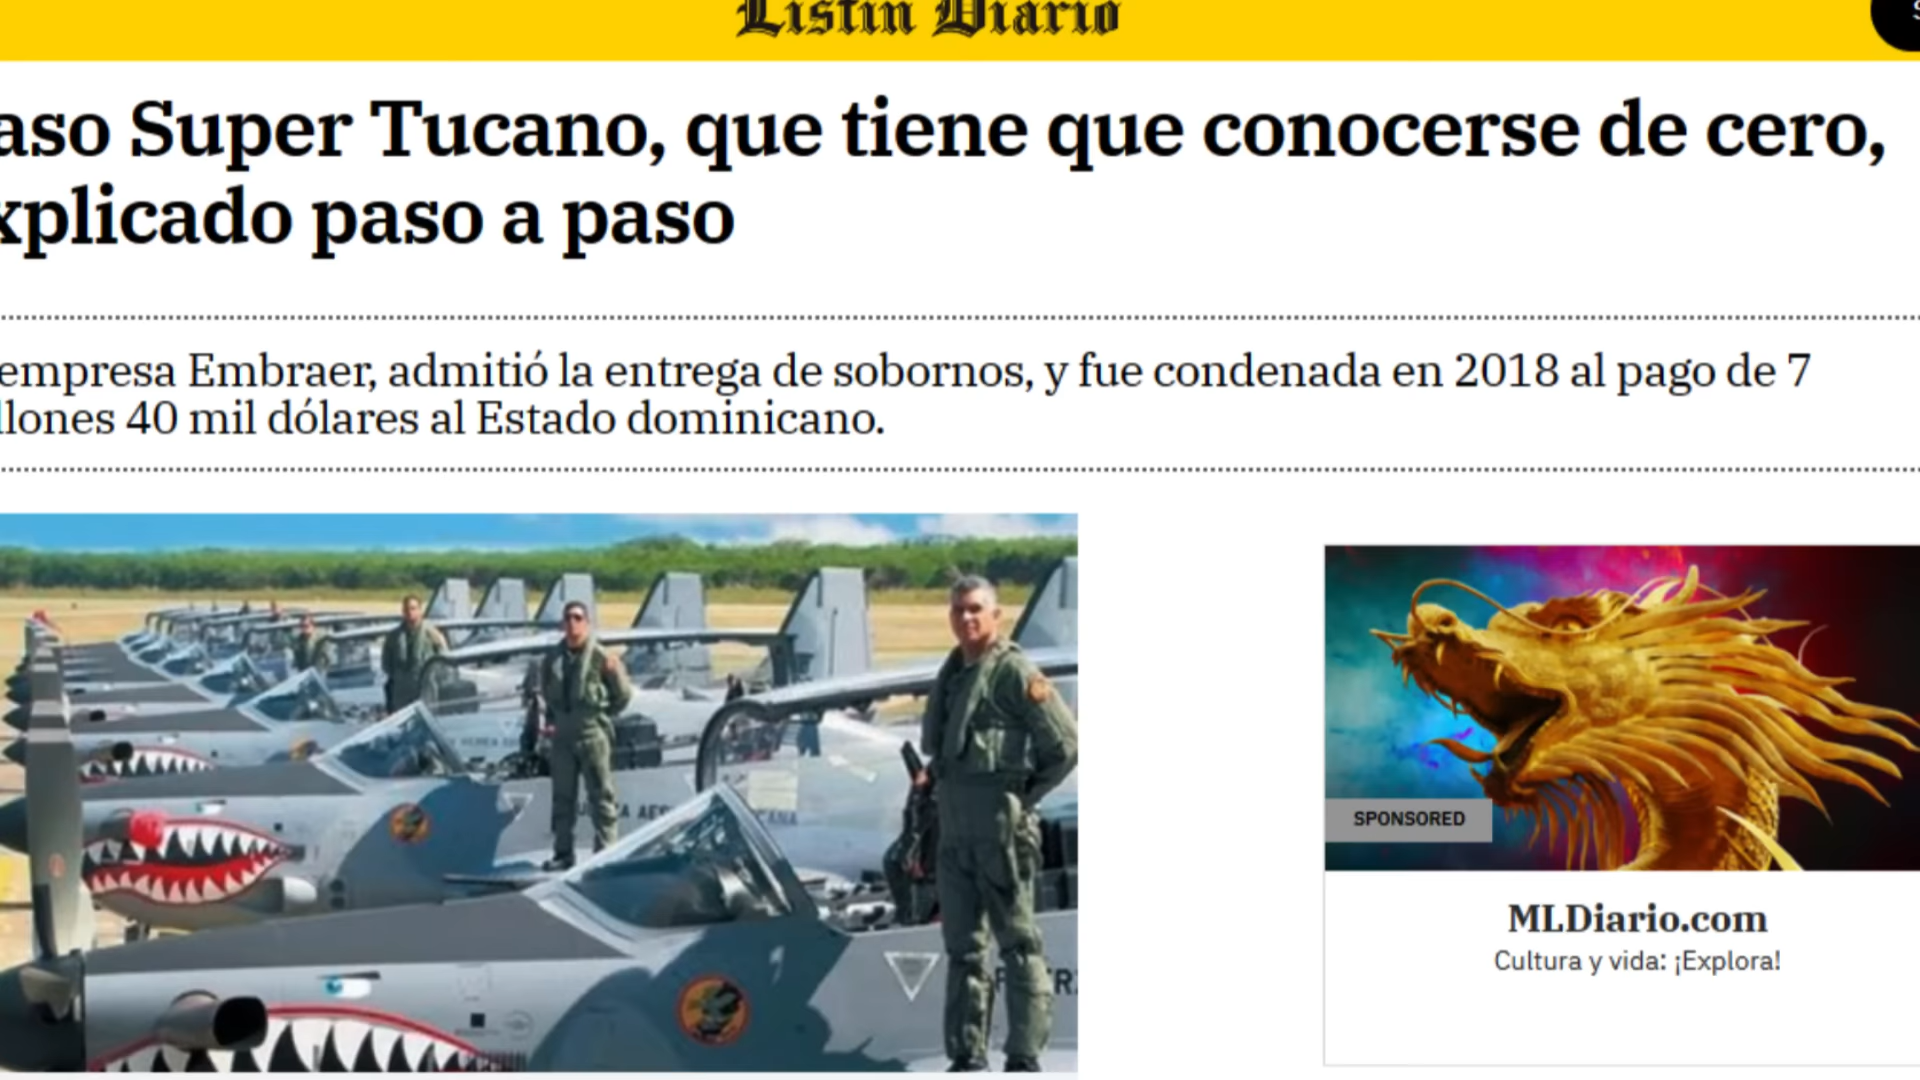 Listín Diario
aso Super Tucano, que tiene que conocerse de cero,
xplicado paso a paso
empresa Embraer, admitió la entrega de sobornos, y fue condenada en 2018 al pago de 7
llones 40 mil dólares al Estado dominicano.
SPONSORED
MLDiario.com
Cultura y vida: ¡Explora!